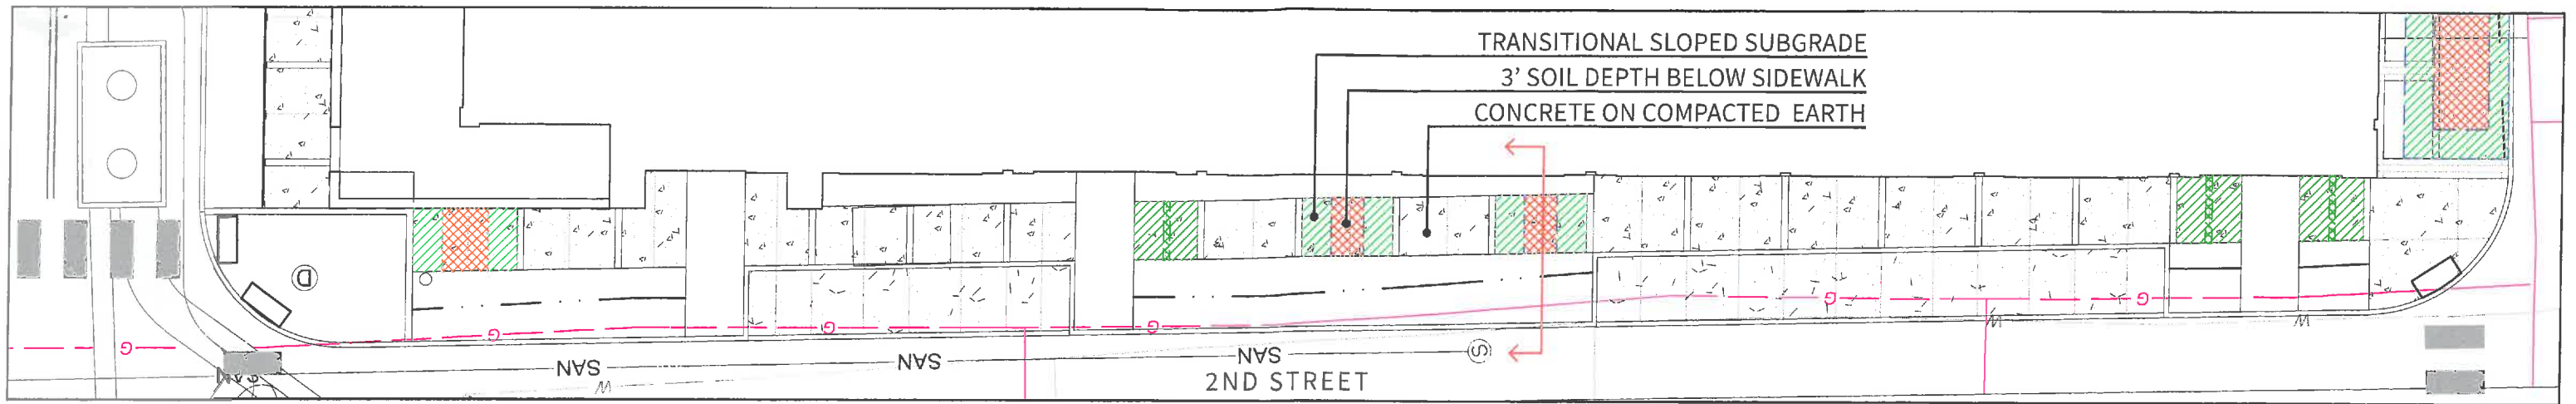 TRANSITIONAL SLOPED SUBGRADE
3' SOIL DEPTH BELOW SIDEWALK
CONCRETE ON COMPACTED EARTH
D
G
G
G
G
G
G
W
W
SAN
SAN
SAN
S
W
2ND STREET